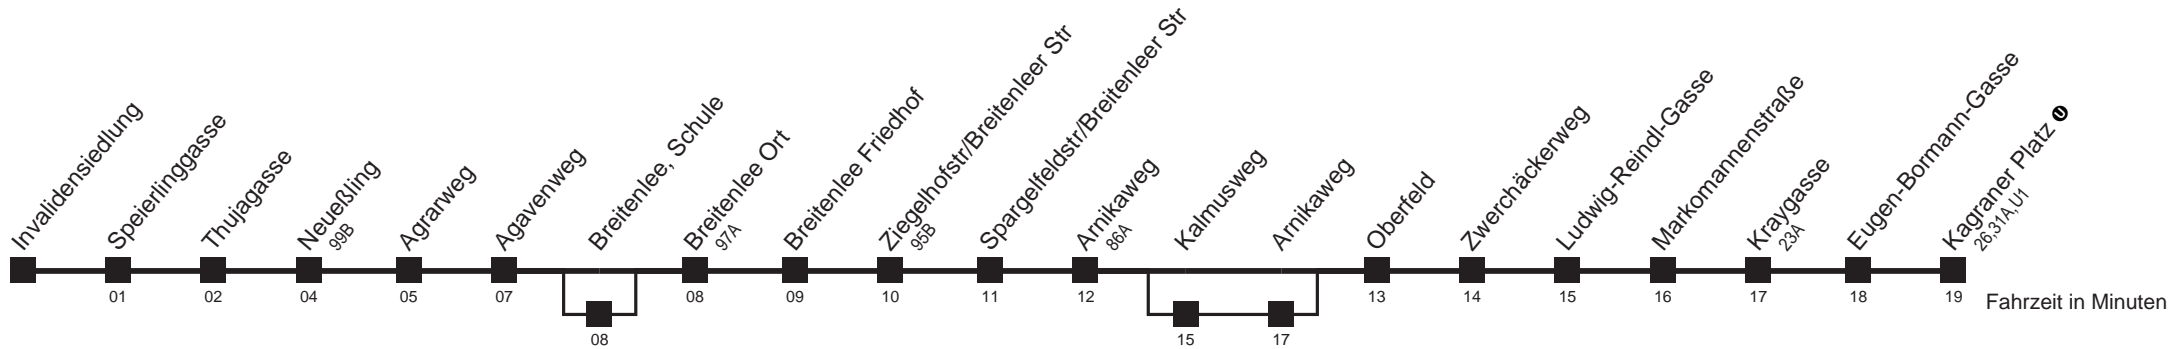 Invalidensiedlung
Speierlinggasse
Thujagasse
Neueßling
99B
Agrarweg
Agavenweg
Breitenlee, Schule
Breitenlee Ort
97A
Breitenlee Friedhof
Ziegelhofstr/Breitenleer Str
95B
Spargelfeldstr/Breitenleer Str
Arnikaweg
86A
Kalmusweg
Arnikaweg
Oberfeld
Zwerchäckerweg
Ludwig-Reindl-Gasse
Markomannenstraße
Kraygasse
23A
Eugen-Bormann-Gasse
Kagraner Platz U
26,31A,U1
01
02
04
05
07
08
09
10
11
12
13
14
15
16
17
18
19
Fahrzeit in Minuten
08
15
17